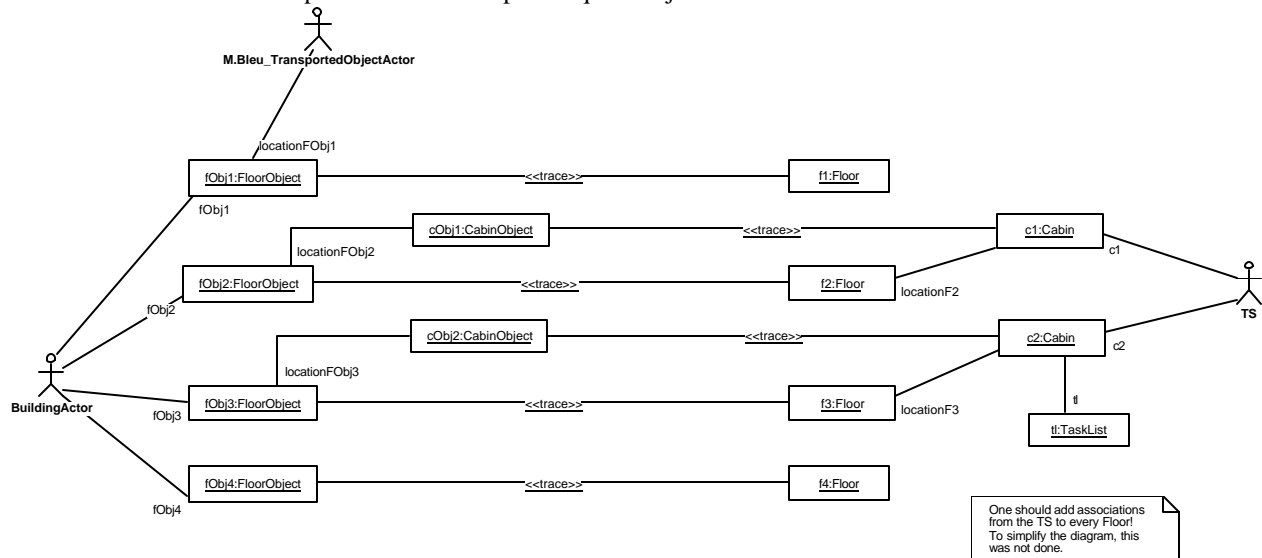 M.Bleu_TransportedObjectActor
locationFObj1
fObj1:FloorObject
<<trace>>
f1:Floor
fObj1
cObj1:CabinObject
<<trace>>
c1:Cabin
locationFObj2
c1
fObj2:FloorObject
<<trace>>
f2:Floor
locationF2
fObj2
TS
cObj2:CabinObject
<<trace>>
c2:Cabin
c2
locationFObj3
BuildingActor
fObj3:FloorObject
<<trace>>
f3:Floor
locationF3
tl
fObj3
tl:TaskList
fObj4:FloorObject
<<trace>>
f4:Floor
fObj4
One should add associations
from the TS to every Floor!
To simplify the diagram, this
was not done.